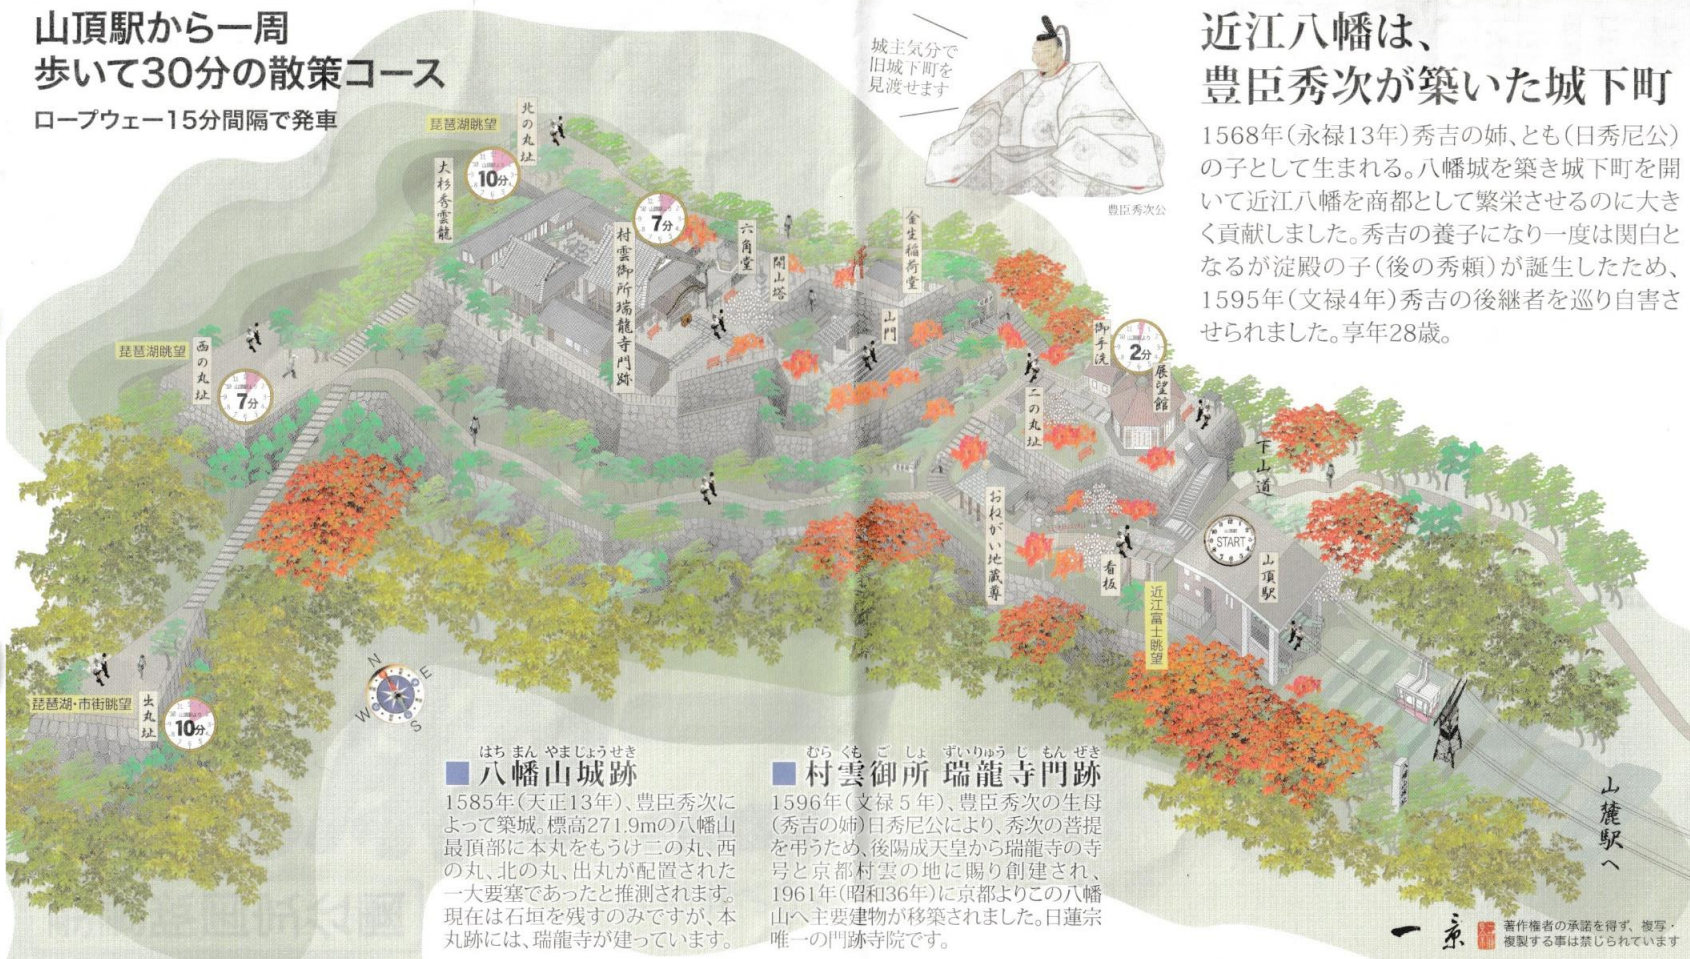 山頂駅から一周
歩いて30分の散策コース
ロープウェー15分間隔で発車
城主気分で
旧城下町を
見渡せます
豊臣秀次公
近江八幡は、
豊臣秀次が築いた城下町
1568年(永禄13年)秀吉の姉、とも(日秀尼公)
の子として生まれる。八幡城を築き城下町を開
いて近江八幡を商都として繁栄させるのに大き
く貢献しました。秀吉の養子になり一度は関白と
なるが淀殿の子(後の秀頼)が誕生したため、
1595年(文禄4年)秀吉の後継者を巡り自害さ
せられました。享年28歳。
琵琶湖眺望
北の丸址
大杉秀雲龍
10分
7分
村雲御所瑞龍寺門跡
六角堂
開山塔
金生稲荷堂
山門
御手洗
2分
展望館
二の丸址
琵琶湖眺望
西の丸址
7分
下山道
おねがい地蔵尊
看板
START
山頂駅
近江富士眺望
琵琶湖・市街眺望
出丸址
10分
N
E
W
S
山麓駅へ
はちまんやまじょうせき
■八幡山城跡
1585年(天正13年)、豊臣秀次に
よって築城。標高271.9mの八幡山
最頂部に本丸をもうけ二の丸、西
の丸、北の丸、出丸が配置された
一大要塞であったと推測されます。
現在は石垣を残すのみですが、本
丸跡には、瑞龍寺が建っています。
むらくもごしょ ずいりゅうじもんぜき
■村雲御所 瑞龍寺門跡
1596年(文禄5年)、豊臣秀次の生母
(秀吉の姉)日秀尼公により、秀次の菩提
を弔うため、後陽成天皇から瑞龍寺の寺
号と京都村雲の地に賜り創建され、
1961年(昭和36年)に京都よりこの八幡
山へ主要建物が移築されました。日蓮宗
唯一の門跡寺院です。
一景
著作権者の承諾を得ず、複写・
複製する事は禁じられています